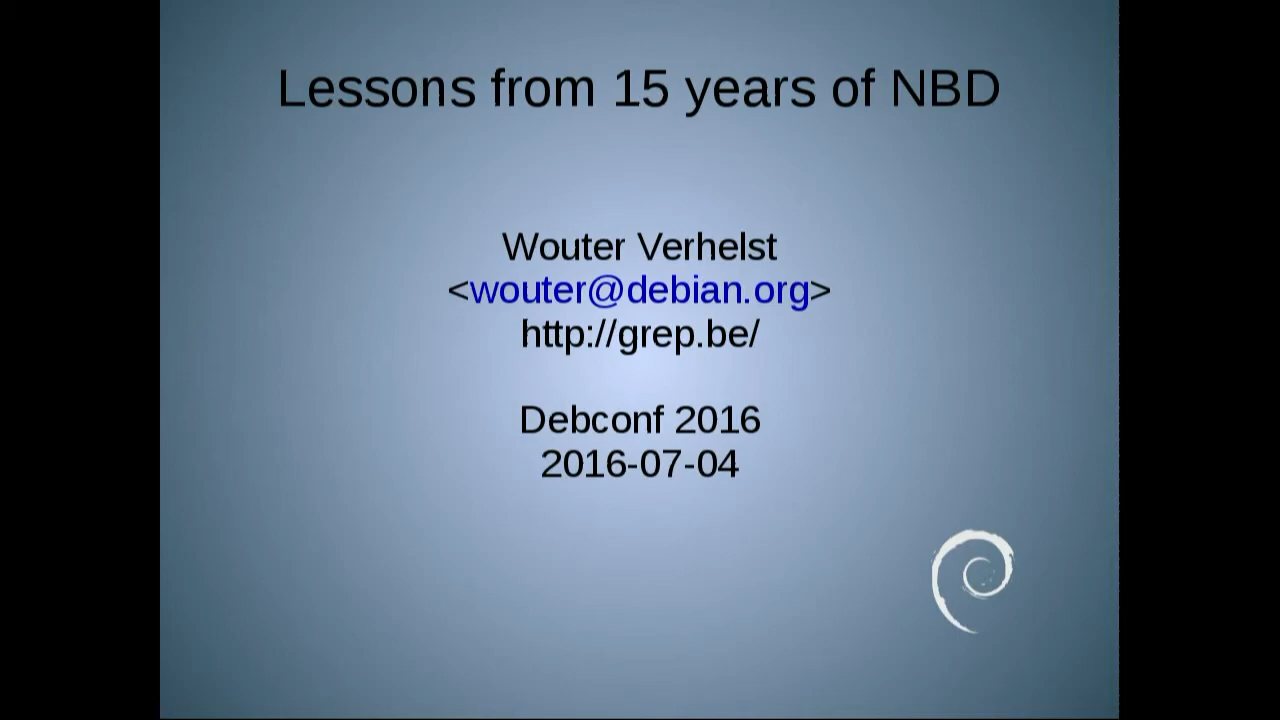 Lessons from 15 years of NBD
Wouter Verhelst
<wouter@debian.org>
http://grep.be/
Debconf 2016
2016-07-04